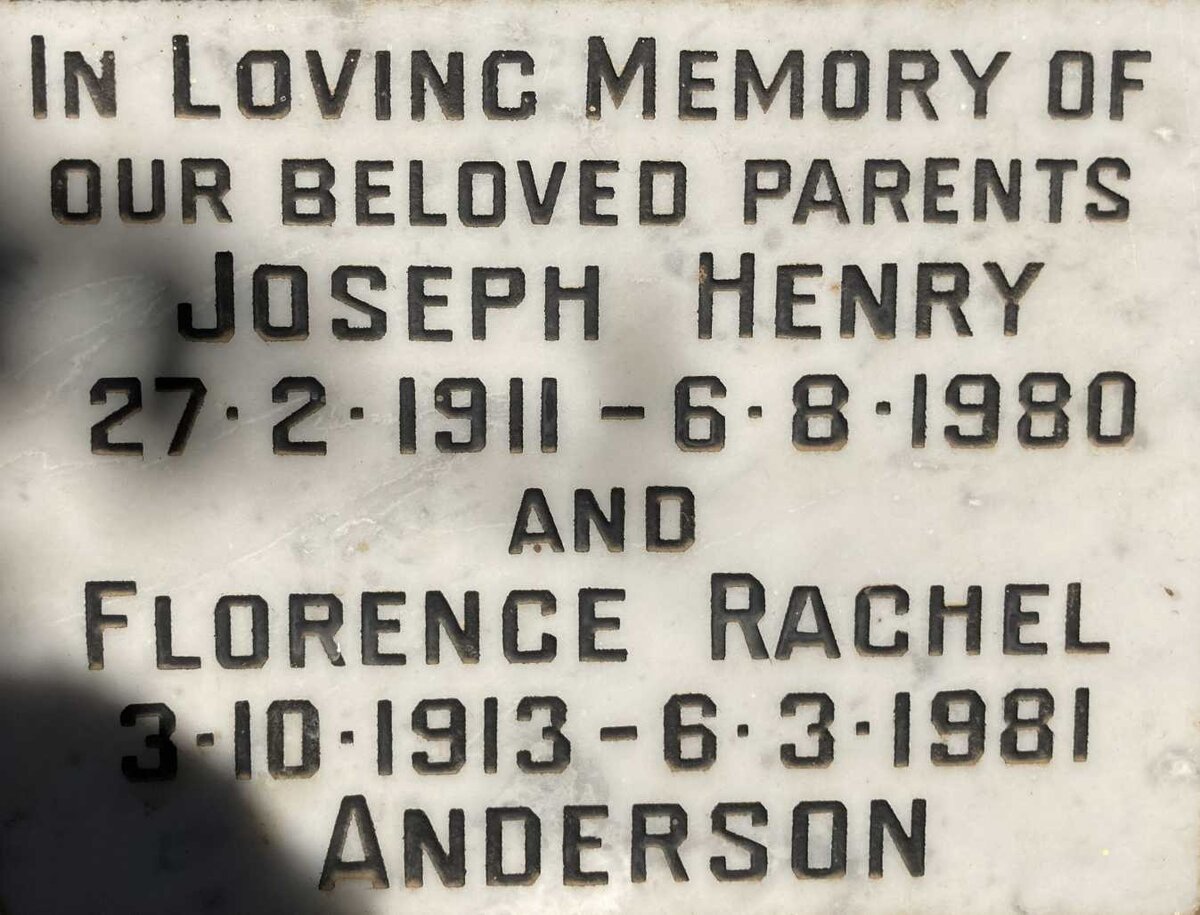 In Loving Memory of
our beloved parents
Joseph Henry
27·2·1911 – 6·8·1980
and
Florence Rachel
3·10·1913 – 6·3·1981
Anderson